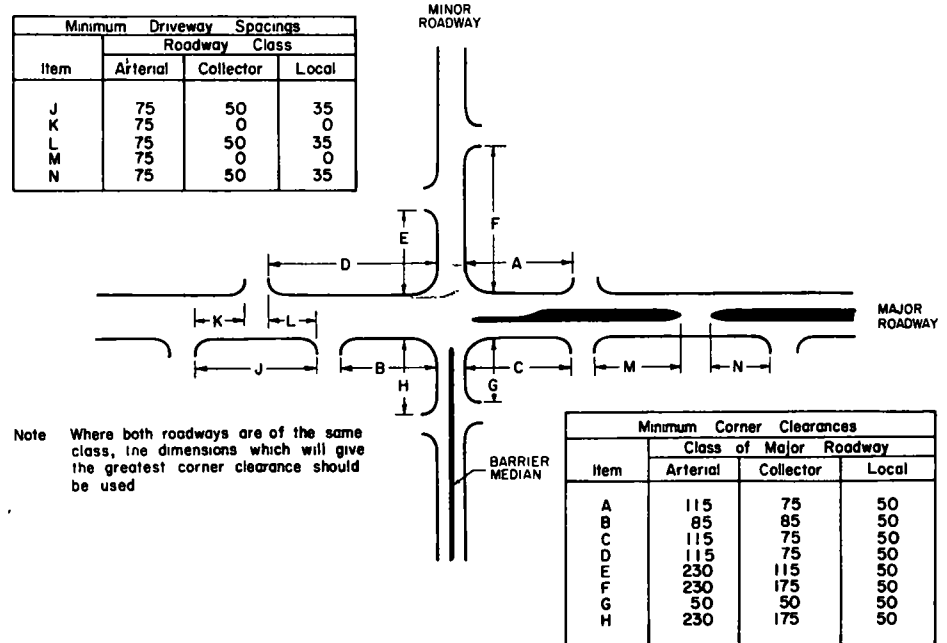 MINOR
ROADWAY
Minimum Driveway Spacings
Roadway Class
Item Arterial Collector Local
J 75 50 35
K 75 0 0
L 75 50 35
M 75 0 0
N 75 50 35
F
E
D
A
K
L
MAJOR
ROADWAY
J
B
H
G
C
M
N
Note Where both roadways are of the same
class, the dimensions which will give
the greatest corner clearance should
be used
BARRIER
MEDIAN
Minimum Corner Clearances
Class of Major Roadway
Item Arterial Collector Local
A 115 75 50
B 85 85 50
C 115 75 50
D 115 75 50
E 230 115 50
F 230 175 50
G 50 50 50
H 230 175 50